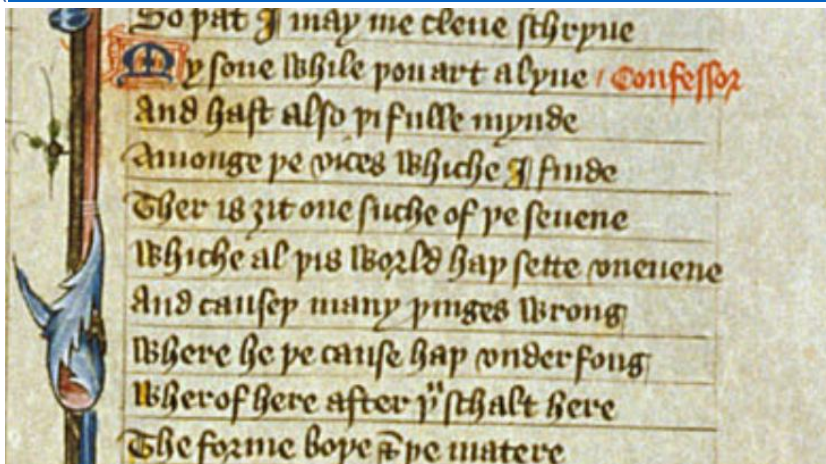 So þat I may me cleue schryue
My sone while þou art alyue / Confessor
And hast also þi fulle mynde
Amonge þe vices whiche I finde
Ther is ȝit one suche of þe seuene
Whiche al þis world haþ sette vneuene
And causeþ many þinges wrong
Where he þe cause haþ vnderfong
Wherof here after þͧ schalt here
The forme boþe & þe matere